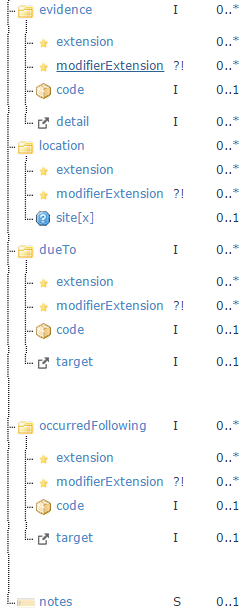 evidence I 0..*
extension 0..*
modifierExtension ?! 0..*
code I 0..1
detail I 0..*
location 0..*
extension 0..*
modifierExtension ?! 0..*
site[x] 0..1
dueTo I 0..*
extension 0..*
modifierExtension ?! 0..*
code I 0..1
target I 0..1
occurredFollowing I 0..*
extension 0..*
modifierExtension ?! 0..*
code I 0..1
target I 0..1
notes S 0..1